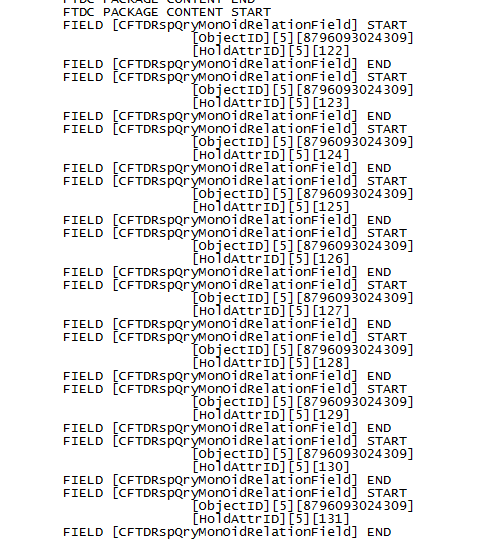 FTDC PACKAGE CONTENT END
FTDC PACKAGE CONTENT START
FIELD [CFTDRspQryMonOidRelationField] START
[ObjectID][5][8796093024309]
[HoldAttrID][5][122]
FIELD [CFTDRspQryMonOidRelationField] END
FIELD [CFTDRspQryMonOidRelationField] START
[ObjectID][5][8796093024309]
[HoldAttrID][5][123]
FIELD [CFTDRspQryMonOidRelationField] END
FIELD [CFTDRspQryMonOidRelationField] START
[ObjectID][5][8796093024309]
[HoldAttrID][5][124]
FIELD [CFTDRspQryMonOidRelationField] END
FIELD [CFTDRspQryMonOidRelationField] START
[ObjectID][5][8796093024309]
[HoldAttrID][5][125]
FIELD [CFTDRspQryMonOidRelationField] END
FIELD [CFTDRspQryMonOidRelationField] START
[ObjectID][5][8796093024309]
[HoldAttrID][5][126]
FIELD [CFTDRspQryMonOidRelationField] END
FIELD [CFTDRspQryMonOidRelationField] START
[ObjectID][5][8796093024309]
[HoldAttrID][5][127]
FIELD [CFTDRspQryMonOidRelationField] END
FIELD [CFTDRspQryMonOidRelationField] START
[ObjectID][5][8796093024309]
[HoldAttrID][5][128]
FIELD [CFTDRspQryMonOidRelationField] END
FIELD [CFTDRspQryMonOidRelationField] START
[ObjectID][5][8796093024309]
[HoldAttrID][5][129]
FIELD [CFTDRspQryMonOidRelationField] END
FIELD [CFTDRspQryMonOidRelationField] START
[ObjectID][5][8796093024309]
[HoldAttrID][5][130]
FIELD [CFTDRspQryMonOidRelationField] END
FIELD [CFTDRspQryMonOidRelationField] START
[ObjectID][5][8796093024309]
[HoldAttrID][5][131]
FIELD [CFTDRspQryMonOidRelationField] END